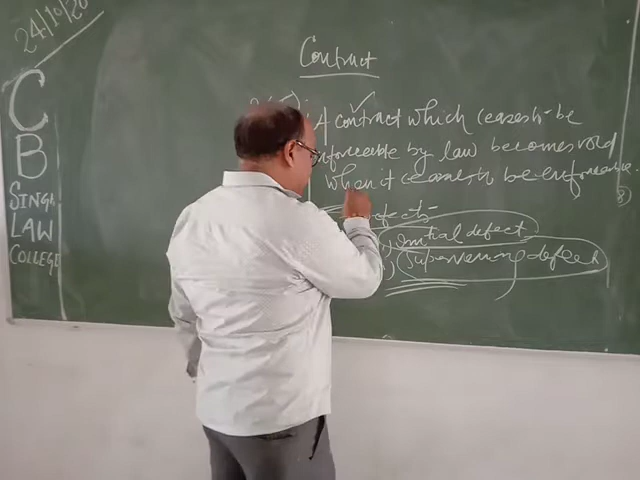 24/10/20
C
B
SINGH
LAW
COLLEGE
Contract
A contract which ceases to be
enforceable by law becomes void
when it ceases to be enforceable.
defects-
Initial defect
Supervening defect